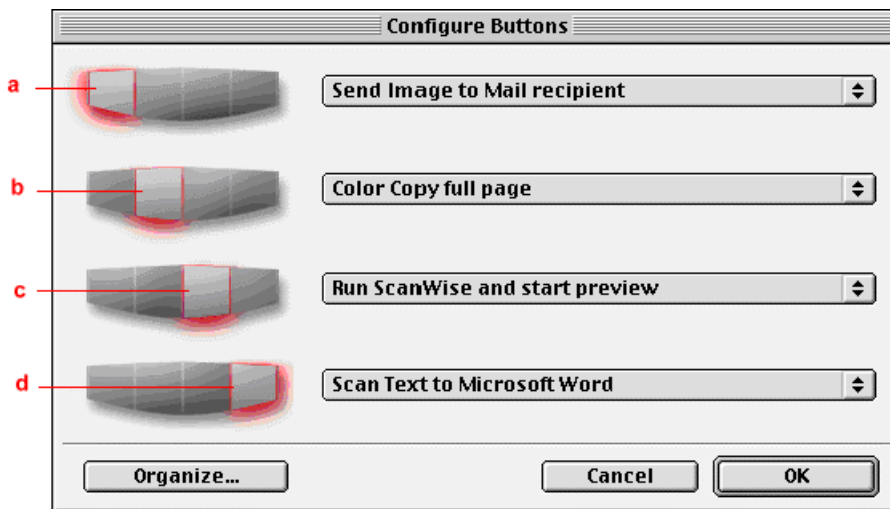 Configure Buttons
a
Send Image to Mail recipient
b
Color Copy full page
c
Run ScanWise and start preview
d
Scan Text to Microsoft Word
Organize...
Cancel
OK